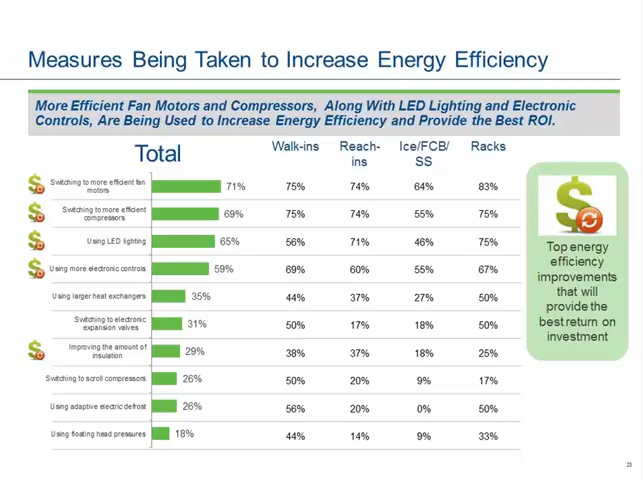 Measures Being Taken to Increase Energy Efficiency
More Efficient Fan Motors and Compressors, Along With LED Lighting and Electronic
Controls, Are Being Used to Increase Energy Efficiency and Provide the Best ROI.
Total Walk-ins Reach-ins Ice/FCB/SS Racks
Switching to more efficient fan motors 71% 75% 74% 64% 83%
Switching to more efficient compressors 69% 75% 74% 55% 75%
Using LED lighting 65% 56% 71% 46% 75%
Using more electronic controls 59% 69% 60% 55% 67%
Using larger heat exchangers 35% 44% 37% 27% 50%
Switching to electronic expansion valves 31% 50% 17% 18% 50%
Improving the amount of insulation 29% 38% 37% 18% 25%
Switching to scroll compressors 26% 50% 20% 9% 17%
Using adaptive electric defrost 26% 56% 20% 0% 50%
Using floating head pressures 18% 44% 14% 9% 33%
Top energy
efficiency
improvements
that will
provide the
best return on
investment